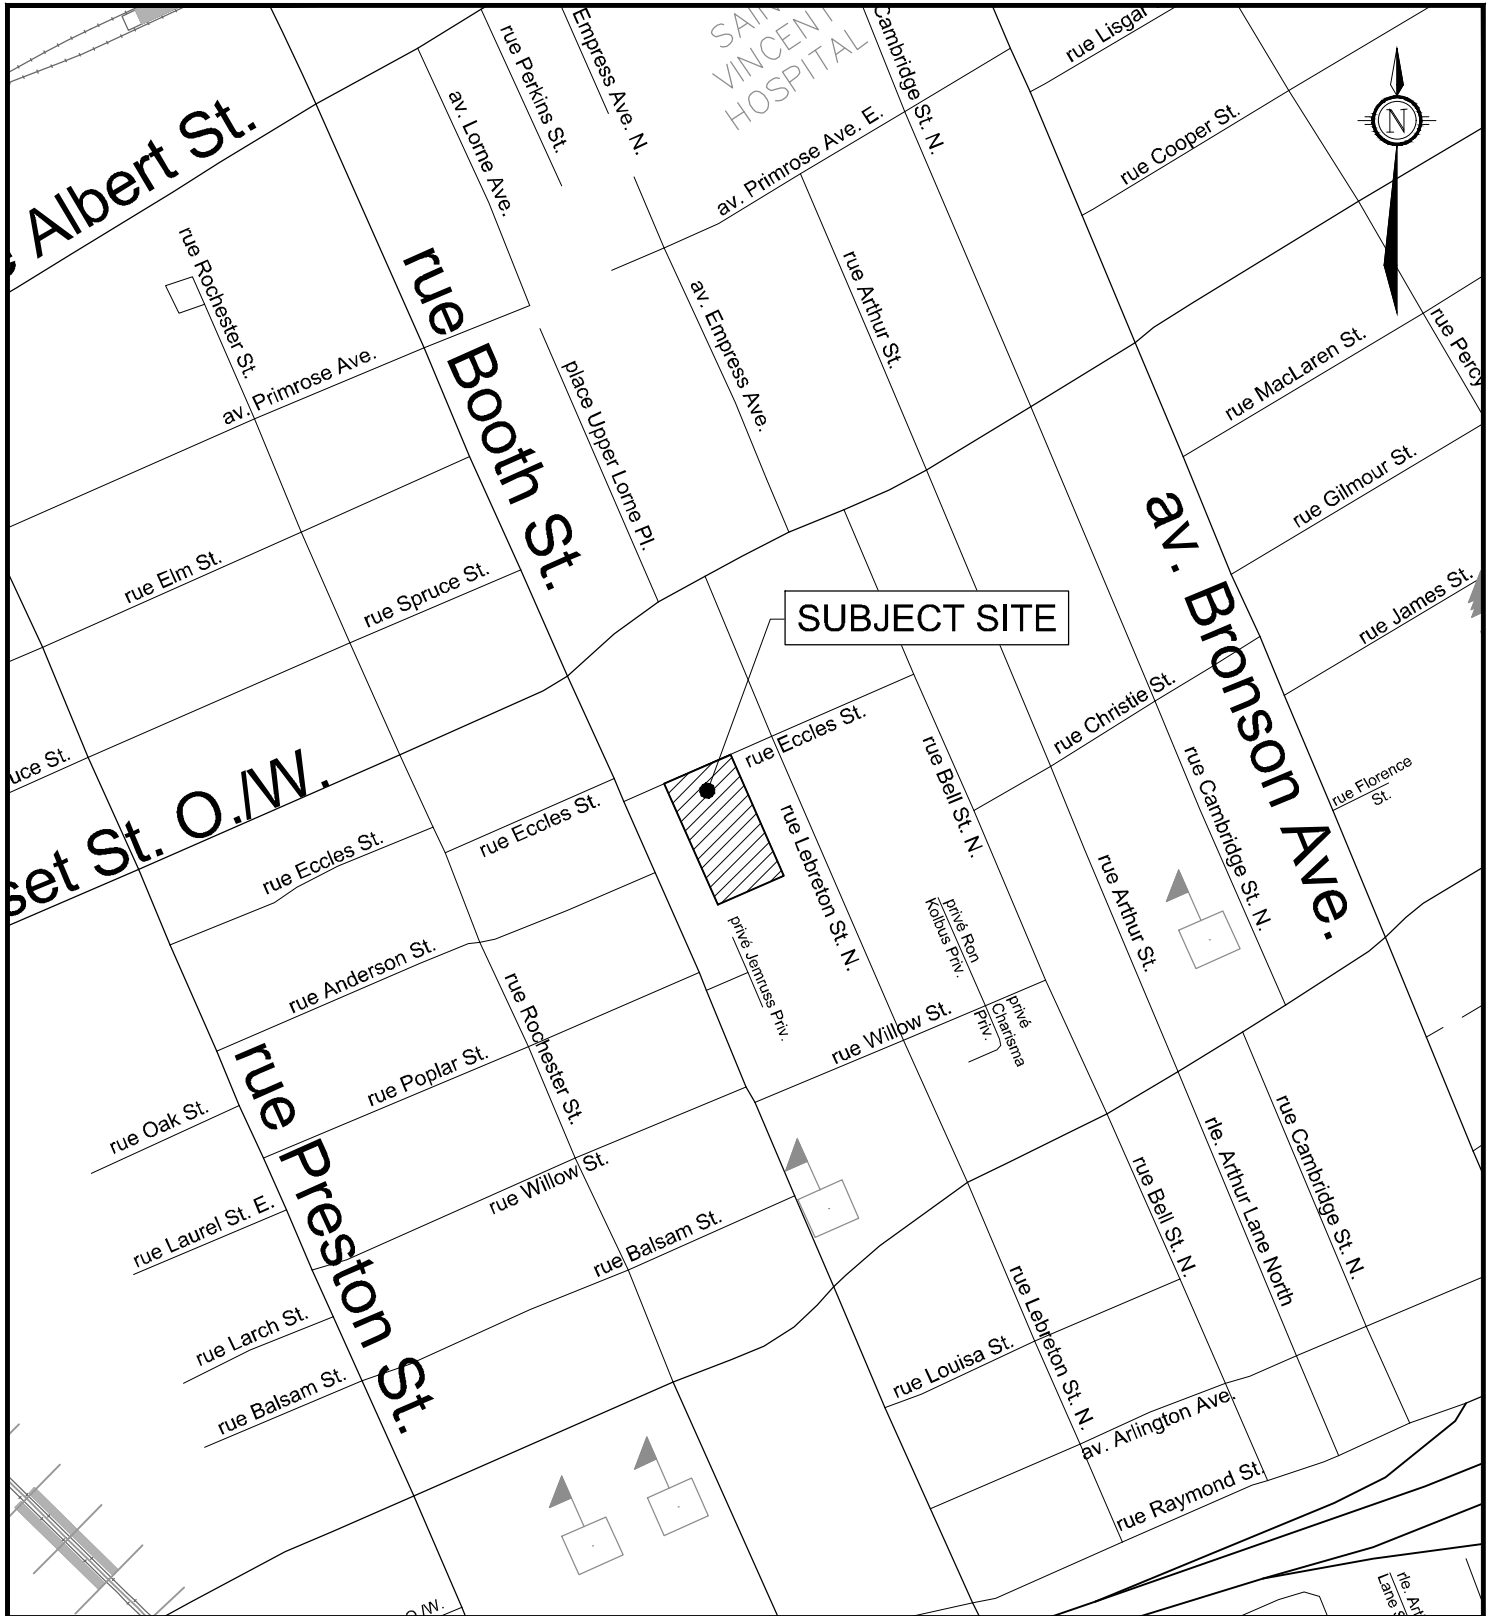 SAIN
VINCENT
HOSPITAL
rue Perkins St.
Empress Ave. N.
Cambridge St. N.
rue Lisgar
N
Albert St.
av. Lorne Ave.
av. Primrose Ave. E.
rue Cooper St.
rue Rochester St.
rue Booth St.
rue Arthur St.
av. Empress Ave.
av. Primrose Ave.
place Upper Lorne Pl.
rue MacLaren St.
rue Percy
rue Gilmour St.
rue Elm St.
rue Spruce St.
av. Bronson Ave.
SUBJECT SITE
rue James St.
rue Christie St.
rue Eccles St.
rue Bell St. N.
rue Cambridge St. N.
rue Florence
St.
uce St.
set St. O./W.
rue Eccles St.
rue Eccles St.
rue Lebreton St. N.
rue Arthur St.
privé Ron
Kolbus Priv.
privé Jemruss Priv.
rue Anderson St.
rue Rochester St.
privé
Charisma
Priv.
rue Willow St.
rue Poplar St.
rue Preston St.
rue Oak St.
rue Willow St.
rue Laurel St. E.
rue Balsam St.
rue Bell St. N.
rle. Arthur Lane North
rue Cambridge St. N.
rue Lebreton St. N.
rue Larch St.
rue Louisa St.
rue Balsam St.
av. Arlington Ave.
rue Raymond St.
rle. Art
Lane S
O./W.